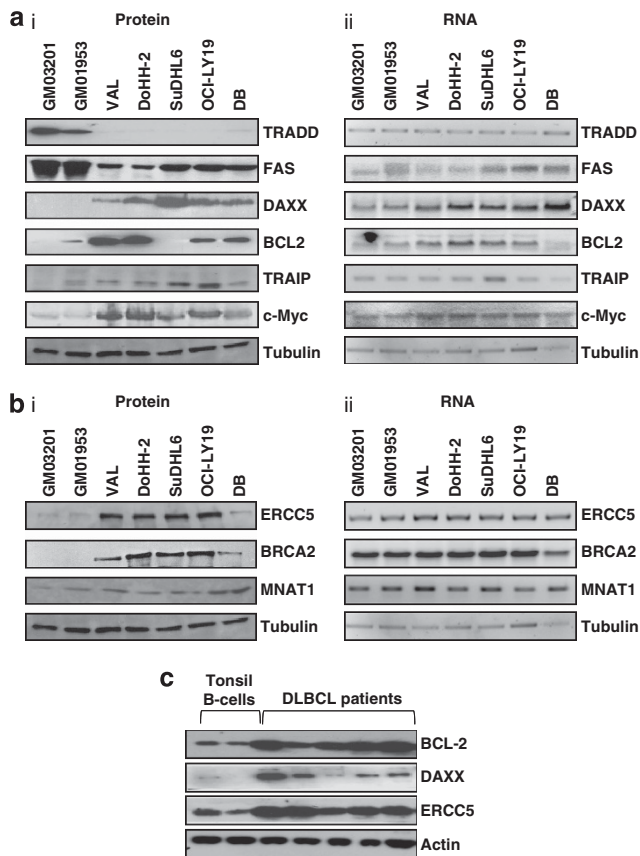 a i Protein ii RNA
GM03201 GM01953 VAL DoHH-2 SuDHL6 OCI-LY19 DB GM03201 GM01953 VAL DoHH-2 SuDHL6 OCI-LY19 DB
TRADD TRADD
FAS FAS
DAXX DAXX
BCL2 BCL2
TRAIP TRAIP
c-Myc c-Myc
Tubulin Tubulin
b i Protein ii RNA
GM03201 GM01953 VAL DoHH-2 SuDHL6 OCI-LY19 DB GM03201 GM01953 VAL DoHH-2 SuDHL6 OCI-LY19 DB
ERCC5 ERCC5
BRCA2 BRCA2
MNAT1 MNAT1
Tubulin Tubulin
c Tonsil
B-cells DLBCL patients
BCL-2
DAXX
ERCC5
Actin